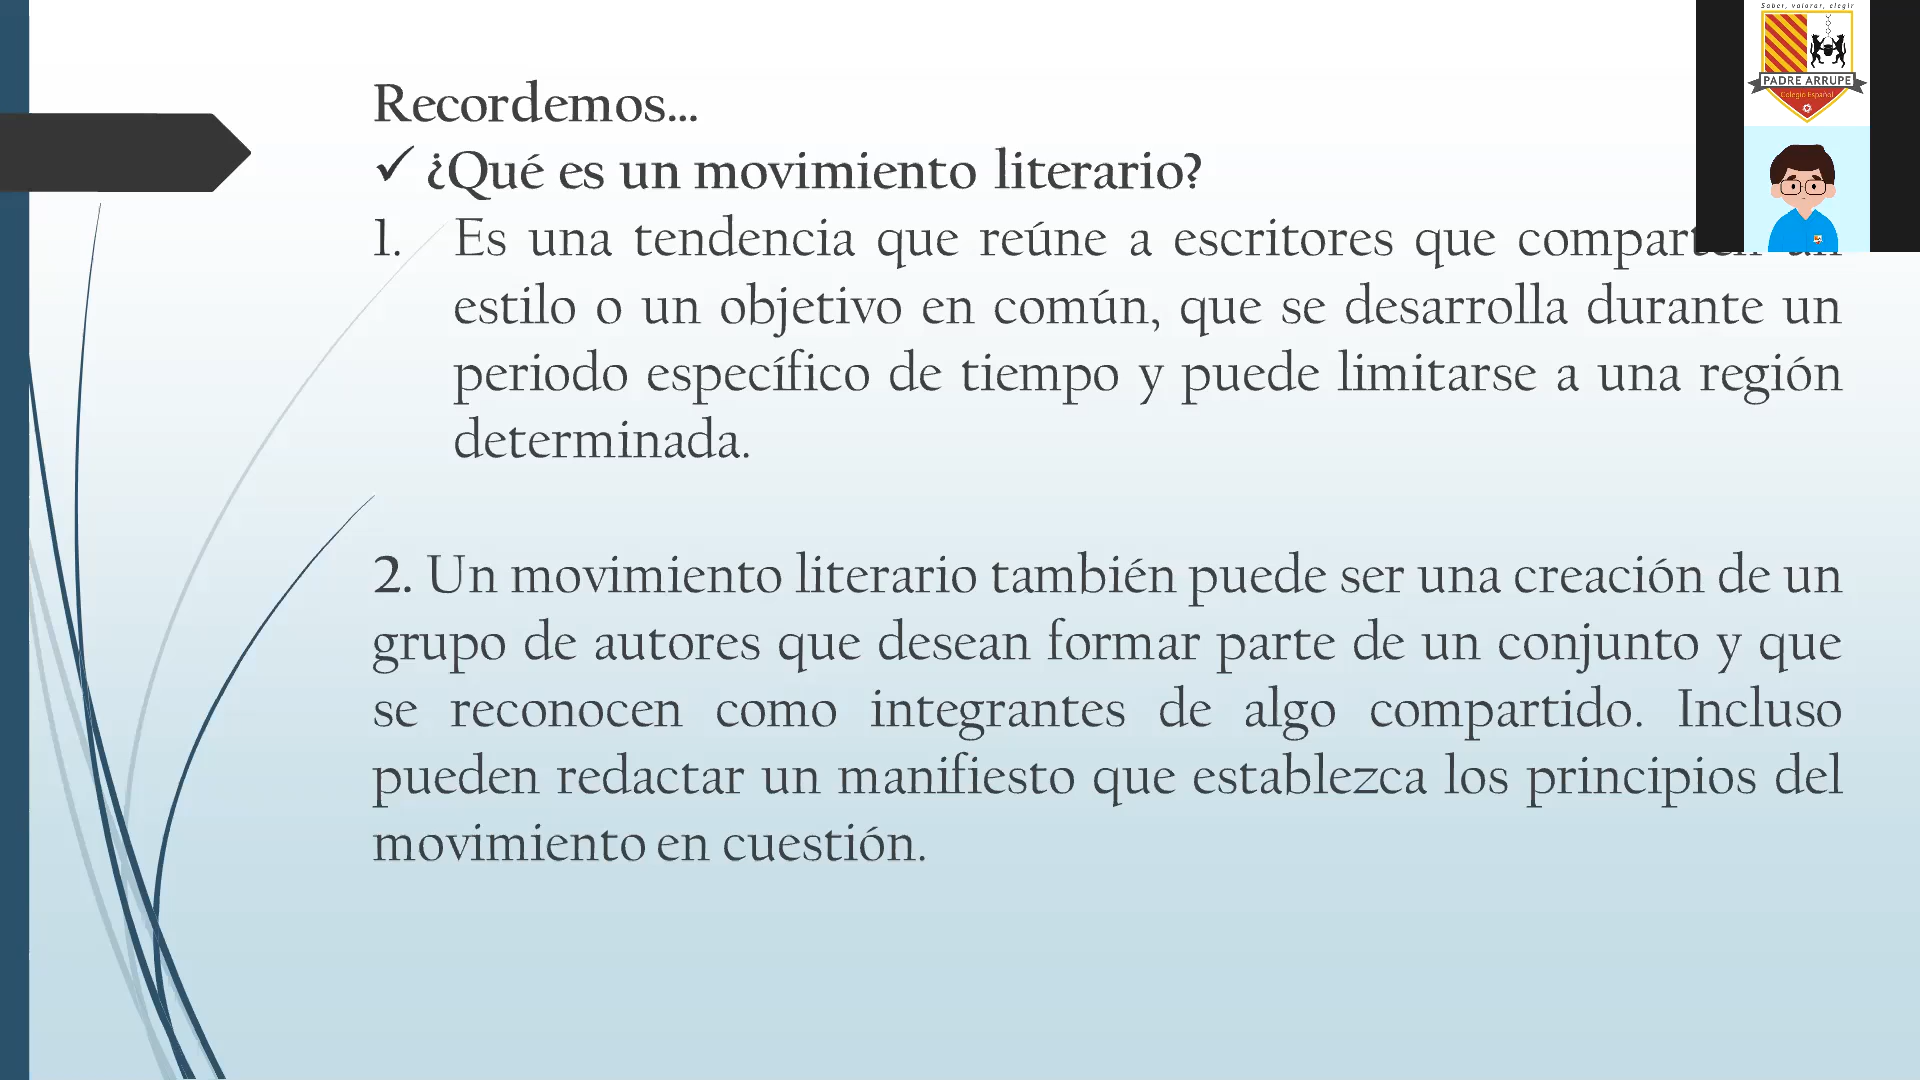 Saber, valorar, elegir
PADRE ARRUPE
Colegio Español
Recordemos...
✓ ¿Qué es un movimiento literario?
1. Es una tendencia que reúne a escritores que
estilo o un objetivo en común, que se desarrolla durante un
periodo específico de tiempo y puede limitarse a una región
determinada.
2. Un movimiento literario también puede ser una creación de un
grupo de autores que desean formar parte de un conjunto y que
se reconocen como integrantes de algo compartido. Incluso
pueden redactar un manifiesto que establezca los principios del
movimiento en cuestión.